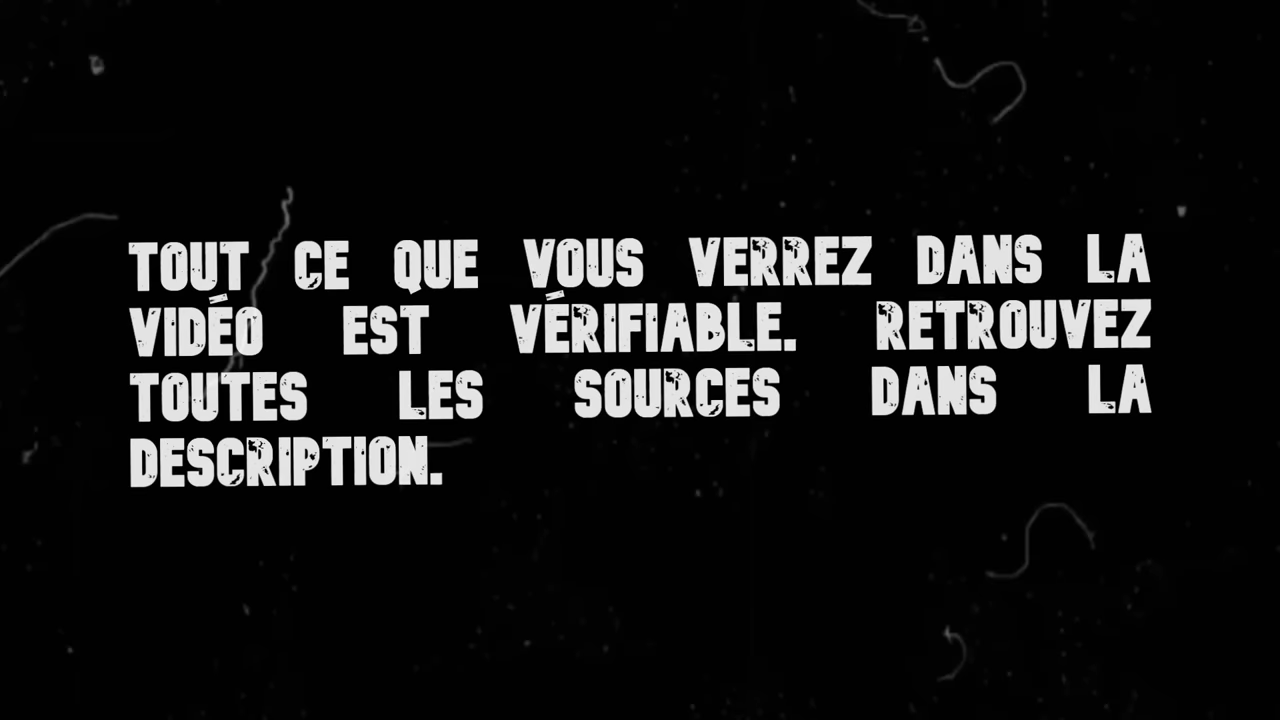 TOUT CE QUE VOUS VERREZ DANS LA
VIDÉO EST VÉRIFIABLE. RETROUVEZ
TOUTES LES SOURCES DANS LA
DESCRIPTION.